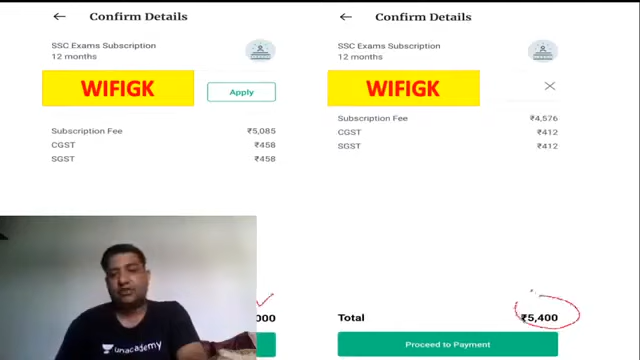 ← Confirm Details
SSC Exams Subscription
12 months
WIFIGK
Apply
Subscription Fee ₹5,085
CGST ₹458
SGST ₹458
000
unacademy
← Confirm Details
SSC Exams Subscription
12 months
WIFIGK
Subscription Fee ₹4,576
CGST ₹412
SGST ₹412
Total ₹5,400
Proceed to Payment